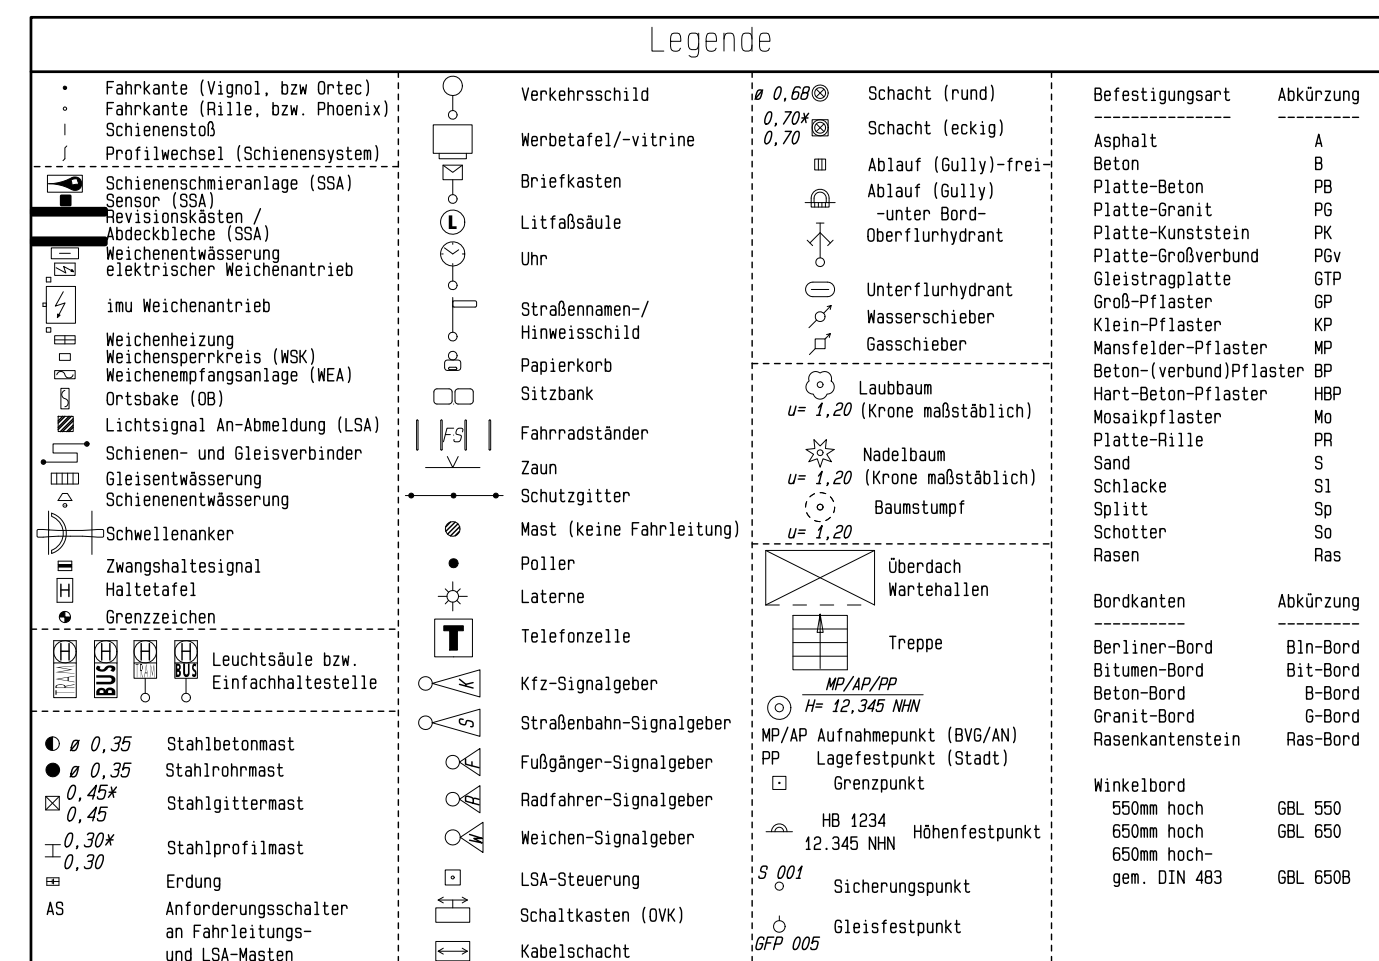 Legende
Fahrkante (Vignol, bzw Ortec)
Fahrkante (Rille, bzw. Phoenix)
Schienenstoß
Profilwechsel (Schienensystem)
Schienenschmieranlage (SSA)
Sensor (SSA)
Revisionskästen /
Abdeckbleche (SSA)
Weichenentwässerung
elektrischer Weichenantrieb
imu Weichenantrieb
Weichenheizung
Weichensperrkreis (WSK)
Weichenempfangsanlage (WEA)
Ortsbake (OB)
Lichtsignal An-Abmeldung (LSA)
Schienen- und Gleisverbinder
Gleisentwässerung
Schienenentwässerung
Schwellenanker
Zwangshaltesignal
H Haltetafel
Grenzzeichen
H H H H
TRAM BUS TRAM BUS
Leuchtsäule bzw.
Einfachhaltestelle
ø 0,35 Stahlbetonmast
ø 0,35 Stahlrohrmast
0,45*
0,45 Stahlgittermast
0,30*
0,30 Stahlprofilmast
Erdung
AS Anforderungsschalter
an Fahrleitungs-
und LSA-Masten
Verkehrsschild
Werbetafel/-vitrine
Briefkasten
L Litfaßsäule
Uhr
Straßennamen-/
Hinweisschild
Papierkorb
Sitzbank
FS Fahrradständer
Zaun
Schutzgitter
Mast (keine Fahrleitung)
Poller
Laterne
T Telefonzelle
K Kfz-Signalgeber
S Straßenbahn-Signalgeber
F Fußgänger-Signalgeber
R Radfahrer-Signalgeber
W Weichen-Signalgeber
LSA-Steuerung
Schaltkasten (OVK)
Kabelschacht
ø 0,68 Schacht (rund)
0,70*
0,70 Schacht (eckig)
Ablauf (Gully)-frei-
Ablauf (Gully)
-unter Bord-
Oberflurhydrant
Unterflurhydrant
Wasserschieber
Gasschieber
Laubbaum
u= 1,20 (Krone maßstäblich)
Nadelbaum
u= 1,20 (Krone maßstäblich)
Baumstumpf
u= 1,20
Überdach
Wartehallen
Treppe
MP/AP/PP
H= 12,345 NHN
MP/AP Aufnahmepunkt (BVG/AN)
PP Lagefestpunkt (Stadt)
Grenzpunkt
HB 1234
12.345 NHN Höhenfestpunkt
S 001
Sicherungspunkt
Gleisfestpunkt
GFP 005
Befestigungsart Abkürzung
--------------- ---------
Asphalt A
Beton B
Platte-Beton PB
Platte-Granit PG
Platte-Kunststein PK
Platte-Großverbund PGv
Gleistragplatte GTP
Groß-Pflaster GP
Klein-Pflaster KP
Mansfelder-Pflaster MP
Beton-(verbund)Pflaster BP
Hart-Beton-Pflaster HBP
Mosaikpflaster Mo
Platte-Rille PR
Sand S
Schlacke Sl
Splitt Sp
Schotter So
Rasen Ras
Bordkanten Abkürzung
---------- ---------
Berliner-Bord Bln-Bord
Bitumen-Bord Bit-Bord
Beton-Bord B-Bord
Granit-Bord G-Bord
Rasenkantenstein Ras-Bord
Winkelbord
550mm hoch GBL 550
650mm hoch GBL 650
650mm hoch-
gem. DIN 483 GBL 650B